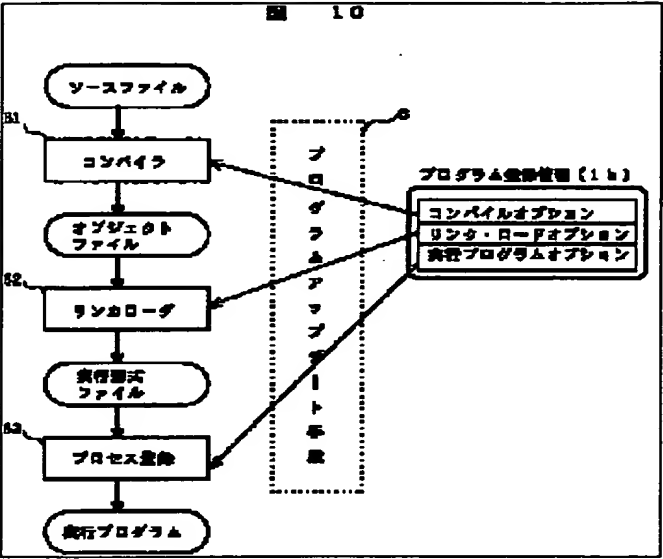 図 10
ソースファイル
S1
コンパイラ
オブジェクト
ファイル
S2
リンカローダ
実行形式
ファイル
S3
プロセス登録
実行プログラム
プログラムアップデート手段
プログラム登録管理
コンパイルオプション
リンク・ロードオプション
実行プログラムオプション